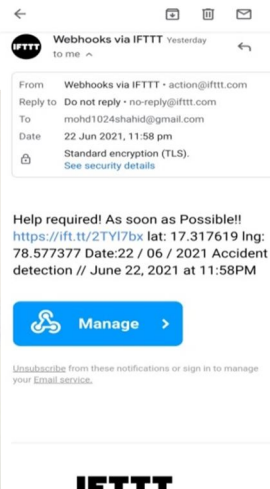 IFTTT
Webhooks via IFTTT Yesterday
to me
From Webhooks via IFTTT • action@ifttt.com
Reply to Do not reply • no-reply@ifttt.com
To mohd1024shahid@gmail.com
Date 22 Jun 2021, 11:58 pm
Standard encryption (TLS).
See security details
Help required! As soon as Possible!!
https://ift.tt/2TYl7bx lat: 17.317619 lng:
78.577377 Date:22 / 06 / 2021 Accident
detection // June 22, 2021 at 11:58PM
Manage
Unsubscribe from these notifications or sign in to manage
your Email service.
IFTTT